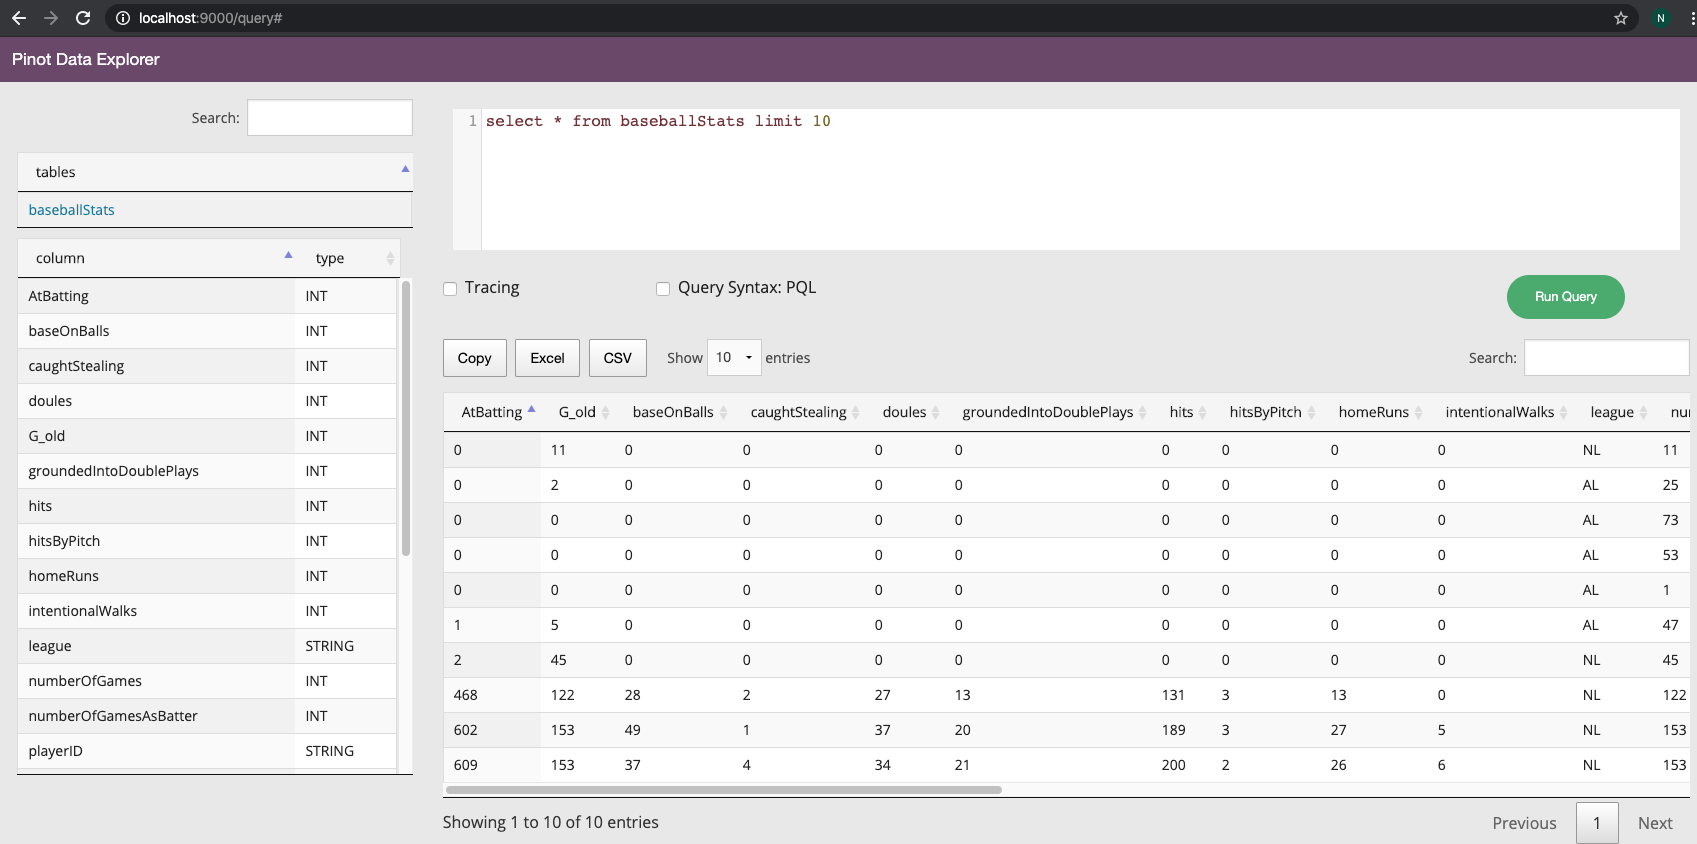 localhost:9000/query#
N
Pinot Data Explorer
Search:
tables
baseballStats
column type
AtBatting INT
baseOnBalls INT
caughtStealing INT
doules INT
G_old INT
groundedIntoDoublePlays INT
hits INT
hitsByPitch INT
homeRuns INT
intentionalWalks INT
league STRING
numberOfGames INT
numberOfGamesAsBatter INT
playerID STRING
1 select * from baseballStats limit 10
Tracing Query Syntax: PQL Run Query
Copy Excel CSV Show 10 entries Search:
AtBatting G_old baseOnBalls caughtStealing doules groundedIntoDoublePlays hits hitsByPitch homeRuns intentionalWalks league nu
0 11 0 0 0 0 0 0 0 0 NL 11
0 2 0 0 0 0 0 0 0 0 AL 25
0 0 0 0 0 0 0 0 0 0 AL 73
0 0 0 0 0 0 0 0 0 0 AL 53
0 0 0 0 0 0 0 0 0 0 AL 1
1 5 0 0 0 0 0 0 0 0 AL 47
2 45 0 0 0 0 0 0 0 0 NL 45
468 122 28 2 27 13 131 3 13 0 NL 122
602 153 49 1 37 20 189 3 27 5 NL 153
609 153 37 4 34 21 200 2 26 6 NL 153
Showing 1 to 10 of 10 entries
Previous 1 Next